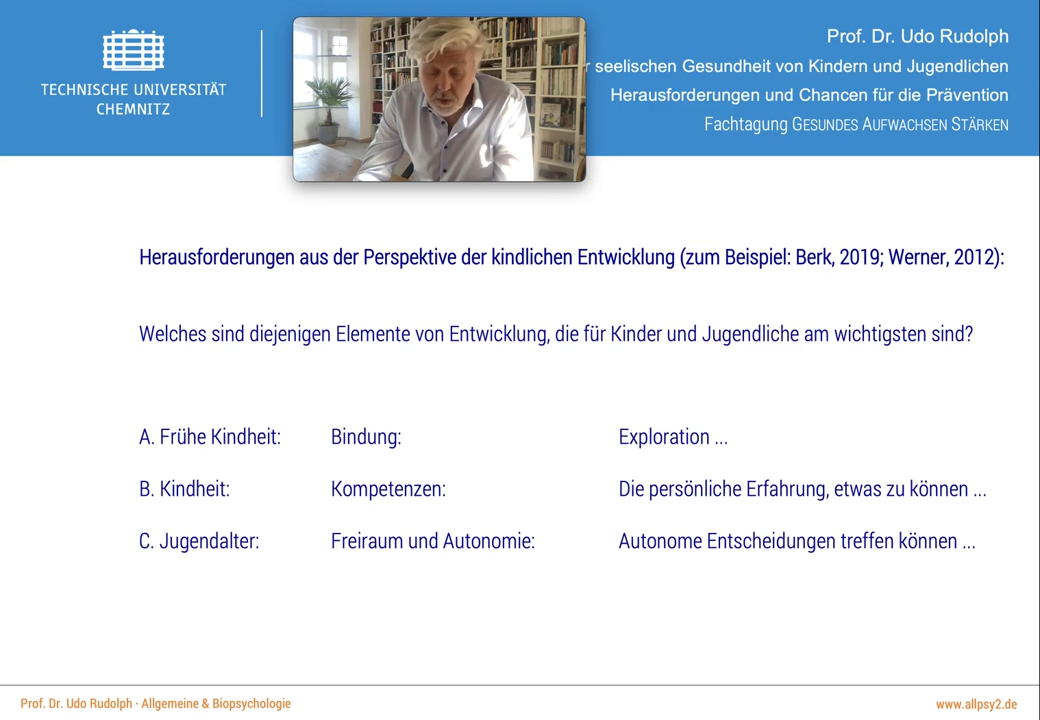 TECHNISCHE UNIVERSITÄT
CHEMNITZ
Prof. Dr. Udo Rudolph
seelischen Gesundheit von Kindern und Jugendlichen
Herausforderungen und Chancen für die Prävention
Fachtagung GESUNDES AUFWACHSEN STÄRKEN
Herausforderungen aus der Perspektive der kindlichen Entwicklung (zum Beispiel: Berk, 2019; Werner, 2012):
Welches sind diejenigen Elemente von Entwicklung, die für Kinder und Jugendliche am wichtigsten sind?
A. Frühe Kindheit: Bindung: Exploration ...
B. Kindheit: Kompetenzen: Die persönliche Erfahrung, etwas zu können ...
C. Jugendalter: Freiraum und Autonomie: Autonome Entscheidungen treffen können ...
Prof. Dr. Udo Rudolph · Allgemeine & Biopsychologie
www.allpsy2.de